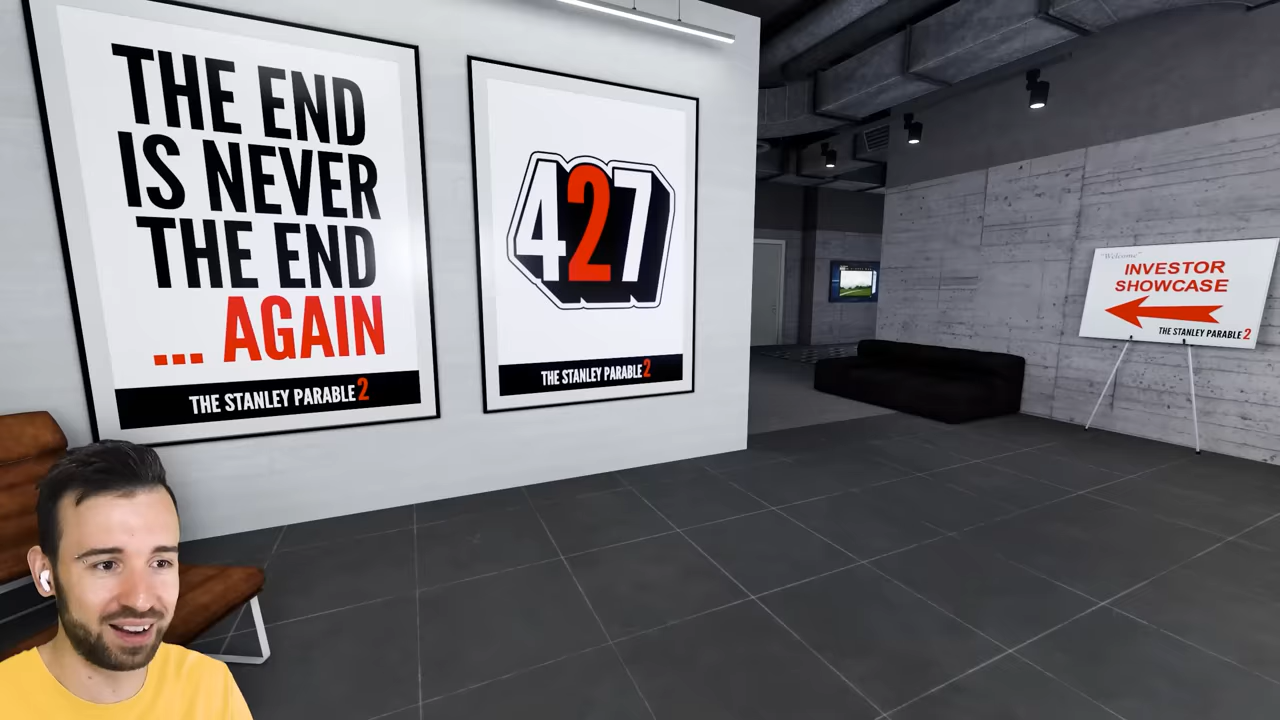 THE END
IS NEVER
THE END
... AGAIN
THE STANLEY PARABLE 2
427
THE STANLEY PARABLE 2
"Welcome"
INVESTOR
SHOWCASE
THE STANLEY PARABLE 2